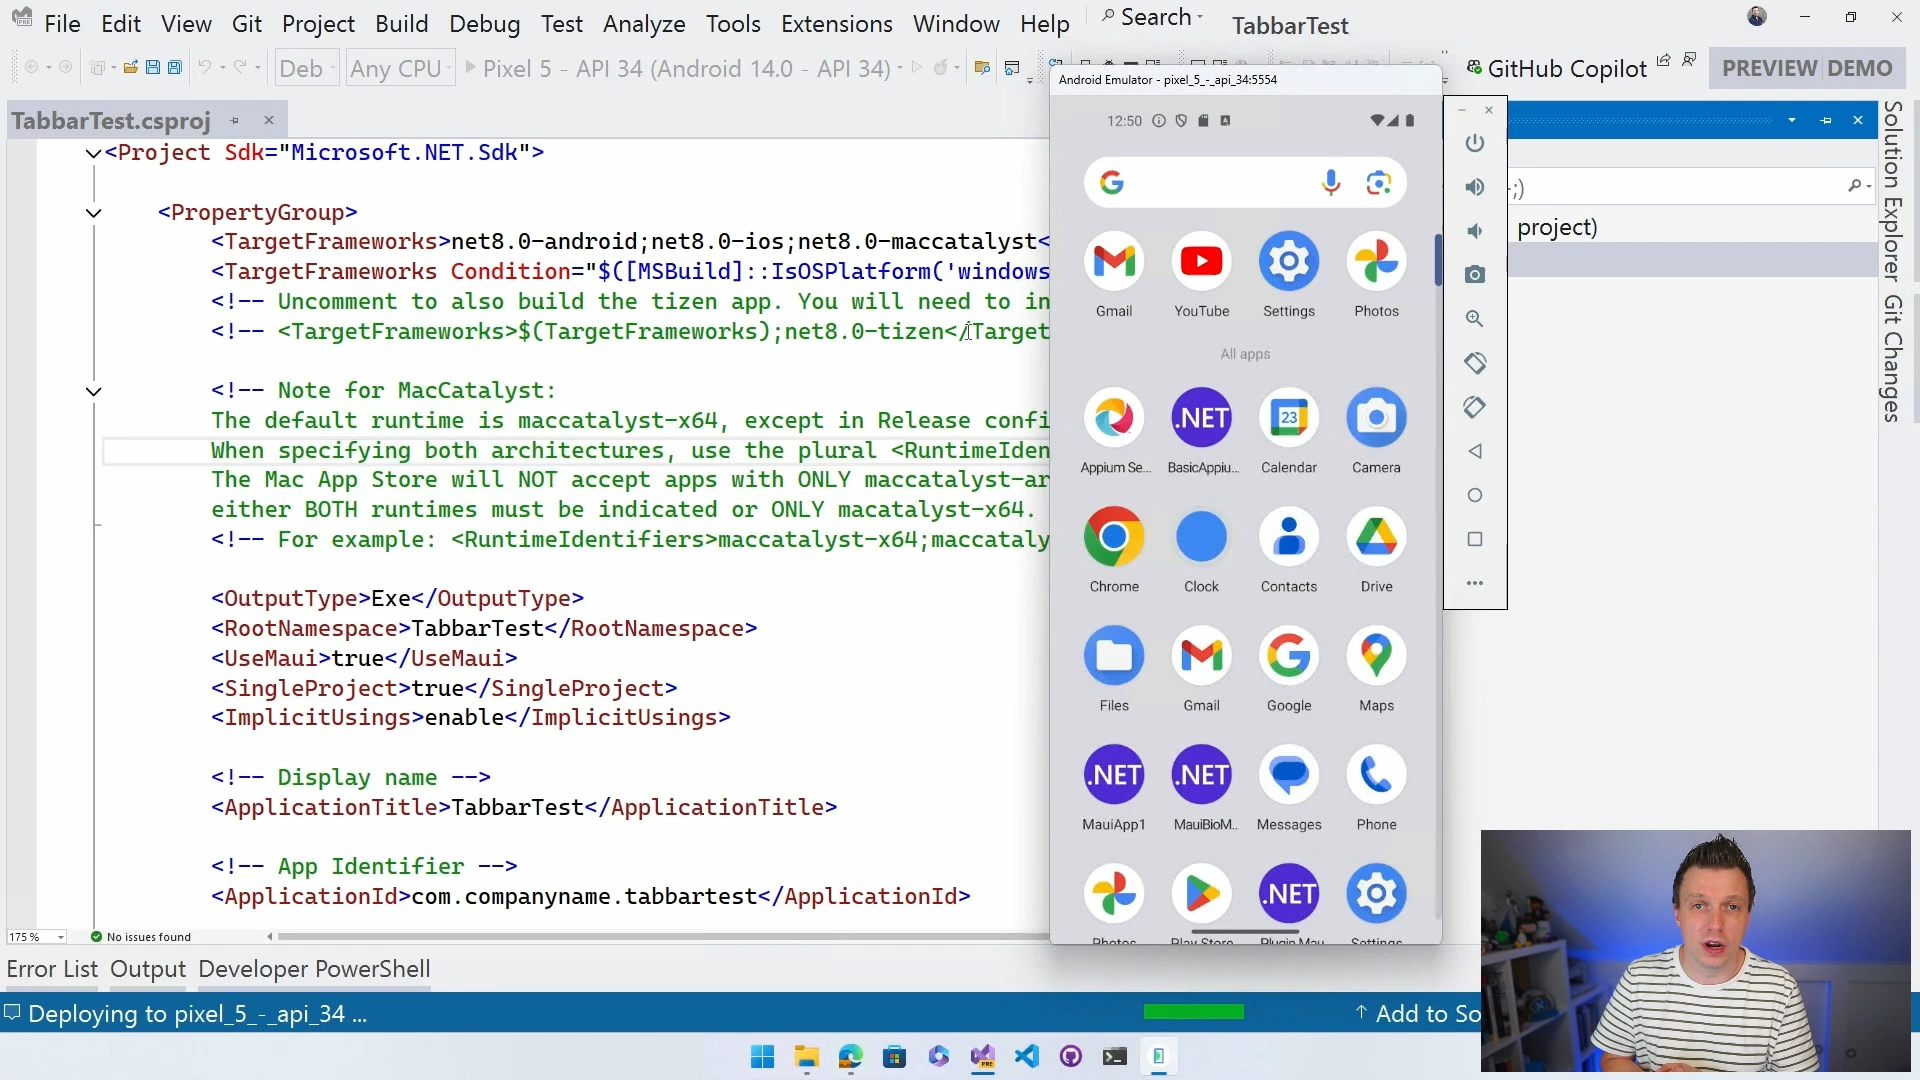 File Edit View Git Project Build Debug Test Analyze Tools Extensions Window Help Search TabbarTest
Deb Any CPU Pixel 5 - API 34 (Android 14.0 - API 34)
GitHub Copilot
PREVIEW DEMO
TabbarTest.csproj
<Project Sdk="Microsoft.NET.Sdk">
<PropertyGroup>
<TargetFrameworks>net8.0-android;net8.0-ios;net8.0-maccatalyst<
<TargetFrameworks Condition="$([MSBuild]::IsOSPlatform('windows
<!-- Uncomment to also build the tizen app. You will need to in
<!-- <TargetFrameworks>$(TargetFrameworks);net8.0-tizen</Target
<!-- Note for MacCatalyst:
The default runtime is maccatalyst-x64, except in Release confi
When specifying both architectures, use the plural <RuntimeIden
The Mac App Store will NOT accept apps with ONLY maccatalyst-ar
either BOTH runtimes must be indicated or ONLY macatalyst-x64.
<!-- For example: <RuntimeIdentifiers>maccatalyst-x64;maccataly
<OutputType>Exe</OutputType>
<RootNamespace>TabbarTest</RootNamespace>
<UseMaui>true</UseMaui>
<SingleProject>true</SingleProject>
<ImplicitUsings>enable</ImplicitUsings>
<!-- Display name -->
<ApplicationTitle>TabbarTest</ApplicationTitle>
<!-- App Identifier -->
<ApplicationId>com.companyname.tabbartest</ApplicationId>
175 %
No issues found
Error List Output Developer PowerShell
Deploying to pixel_5_-_api_34 ...
Add to So
Android Emulator - pixel_5_-_api_34:5554
12:50
Gmail YouTube Settings Photos
All apps
.NET 23
Appium Se... BasicAppiu... Calendar Camera
Chrome Clock Contacts Drive
Files Gmail Google Maps
.NET .NET
MauiApp1 MauiBioM... Messages Phone
.NET
Photos Play Store Plugin Mau Settings
;)
project)
Solution Explorer
Git Changes